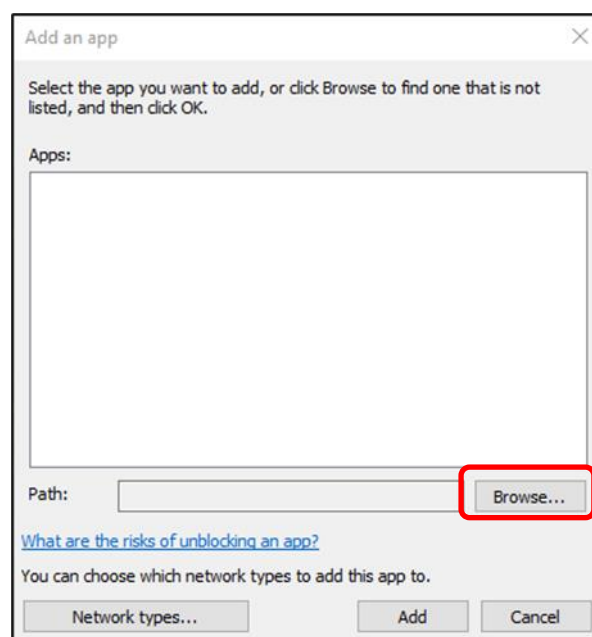 Add an app
Select the app you want to add, or click Browse to find one that is not
listed, and then click OK.
Apps:
Path:
Browse...
What are the risks of unblocking an app?
You can choose which network types to add this app to.
Network types...
Add
Cancel